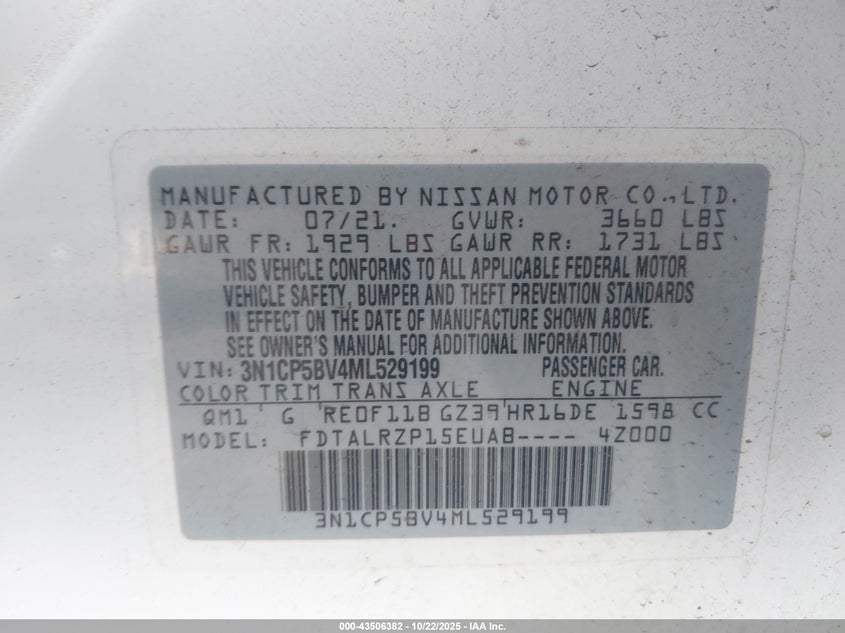 MANUFACTURED BY NISSAN MOTOR CO., LTD.
DATE: 07/21. GVWR: 3660 LBS
GAWR FR: 1929 LBS GAWR RR: 1731 LBS
THIS VEHICLE CONFORMS TO ALL APPLICABLE FEDERAL MOTOR
VEHICLE SAFETY, BUMPER AND THEFT PREVENTION STANDARDS
IN EFFECT ON THE DATE OF MANUFACTURE SHOWN ABOVE.
SEE OWNER'S MANUAL FOR ADDITIONAL INFORMATION.
VIN: 3N1CP5BV4ML529199 PASSENGER CAR.
COLOR TRIM TRANS AXLE ENGINE
QM1 G RE0F11B GZ39 HR16DE 1598 CC
MODEL: FDTALRZP15EUAB---- 4Z000
3N1CP5BV4ML529199
000-43506382 - 10/22/2025 - IAA Inc.